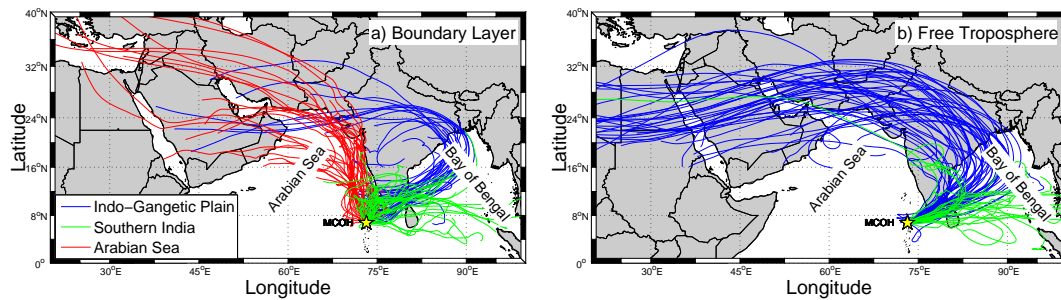 a) Boundary Layer
40°N
32°N
24°N
16°N
8°N
0°
Latitude
Arabian Sea
Bay of Bengal
MCOH
Indo−Gangetic Plain
Southern India
Arabian Sea
30°E
45°E
60°E
75°E
90°E
Longitude
b) Free Troposphere
40°N
32°N
24°N
16°N
8°N
0°
Latitude
Arabian Sea
Bay of Bengal
MCOH
30°E
45°E
60°E
75°E
90°E
Longitude